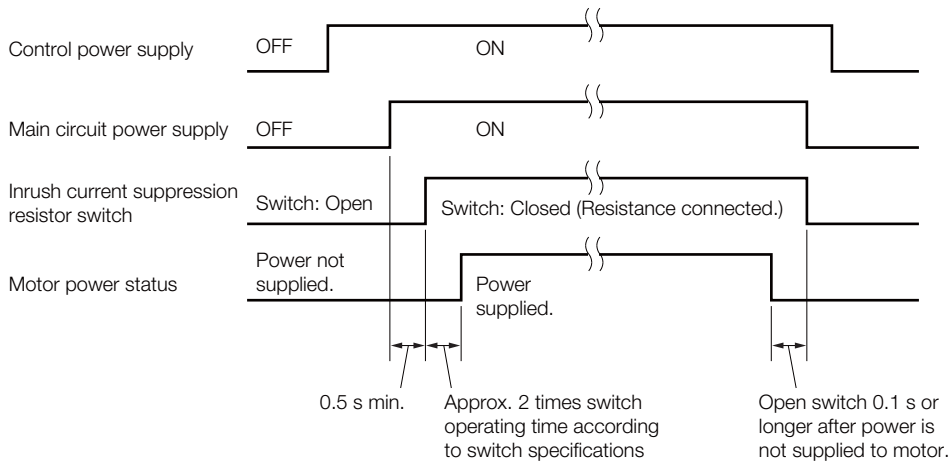 Control power supply
OFF
ON
Main circuit power supply
OFF
ON
Inrush current suppression
resistor switch
Switch: Open
Switch: Closed (Resistance connected.)
Motor power status
Power not
supplied.
Power
supplied.
0.5 s min.
Approx. 2 times switch
operating time according
to switch specifications
Open switch 0.1 s or
longer after power is
not supplied to motor.